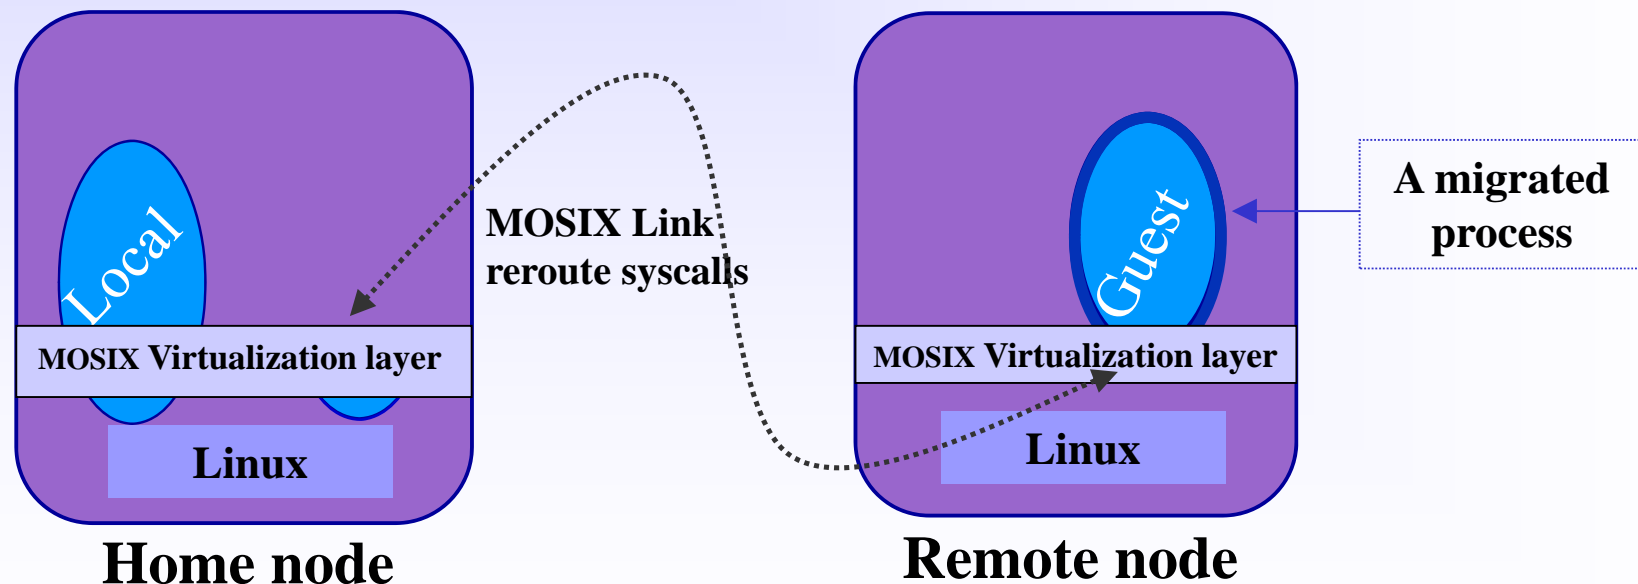 Local
MOSIX Virtualization layer
Linux
Home node
MOSIX Link
reroute syscalls
Guest
MOSIX Virtualization layer
Linux
Remote node
A migrated
process